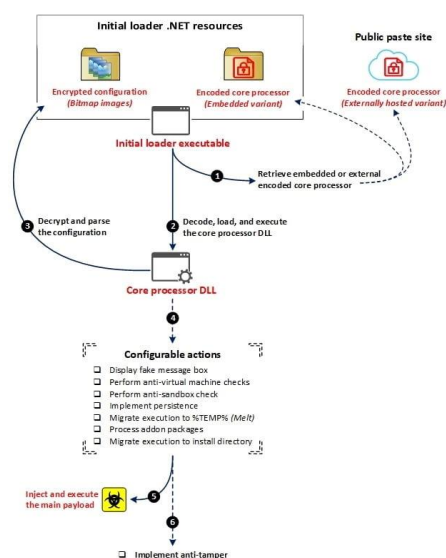 Initial loader .NET resources
Public paste site
Encrypted configuration
(Bitmap images)
Encoded core processor
(Embedded variant)
Encoded core processor
(Externally hosted variant)
Initial loader executable
1
Retrieve embedded or external
encoded core processor
3
Decrypt and parse
the configuration
2
Decode, load, and execute
the core processor DLL
Core processor DLL
4
Configurable actions
Display fake message box
Perform anti-virtual machine checks
Perform anti-sandbox check
Implement persistence
Migrate execution to %TEMP% (Melt)
Process addon packages
Migrate execution to install directory
Inject and execute
the main payload
5
6
Implement anti-tamper